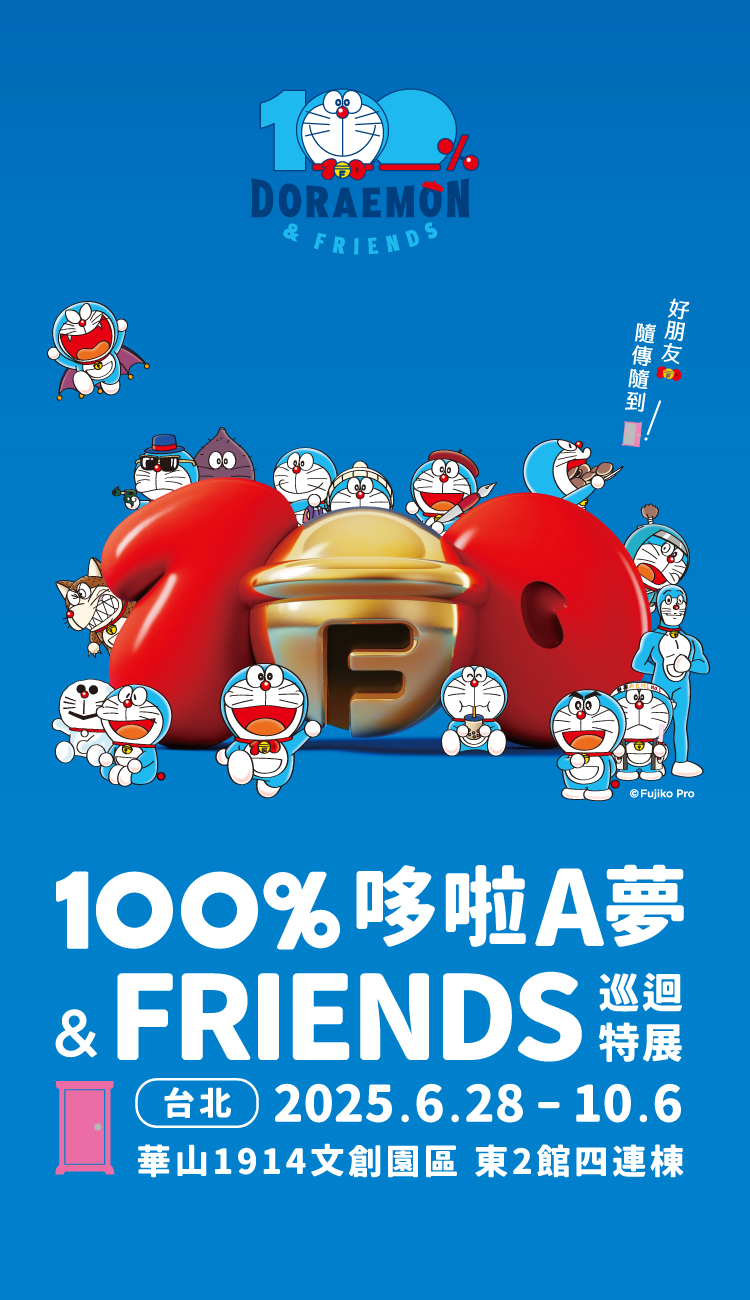 100%
DORAEMON
& FRIENDS
好朋友
隨傳隨到
F
©Fujiko Pro
100% 哆啦A夢
& FRIENDS 巡迴
特展
台北 2025.6.28 – 10.6
華山1914文創園區 東2館四連棟